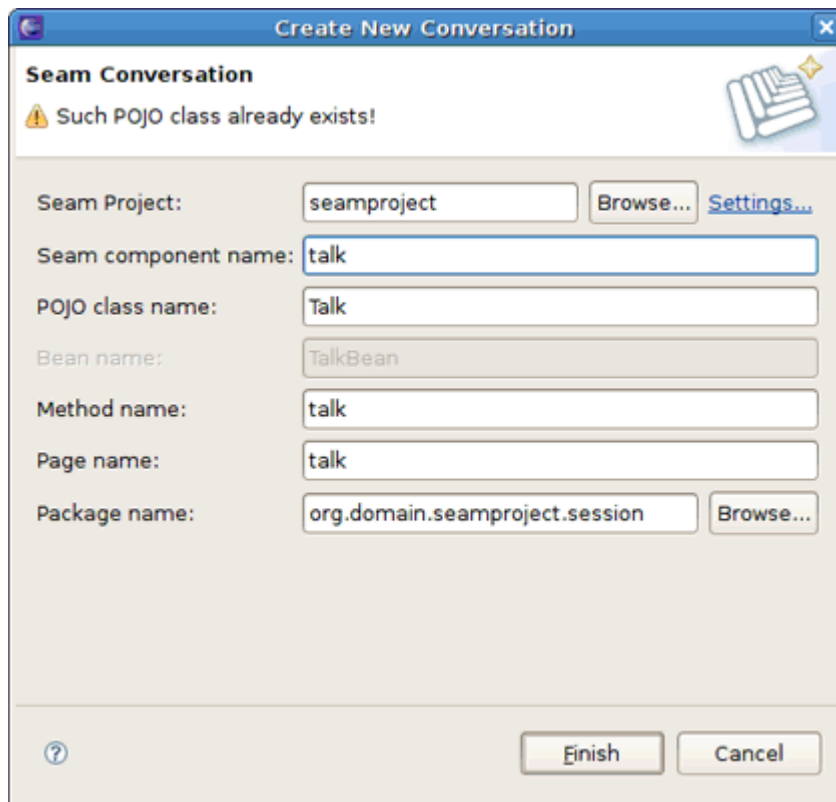 Create New Conversation
Seam Conversation
Such POJO class already exists!
Seam Project: seamproject Browse... Settings...
Seam component name: talk
POJO class name: Talk
Bean name: TalkBean
Method name: talk
Page name: talk
Package name: org.domain.seamproject.session Browse...
? Finish Cancel